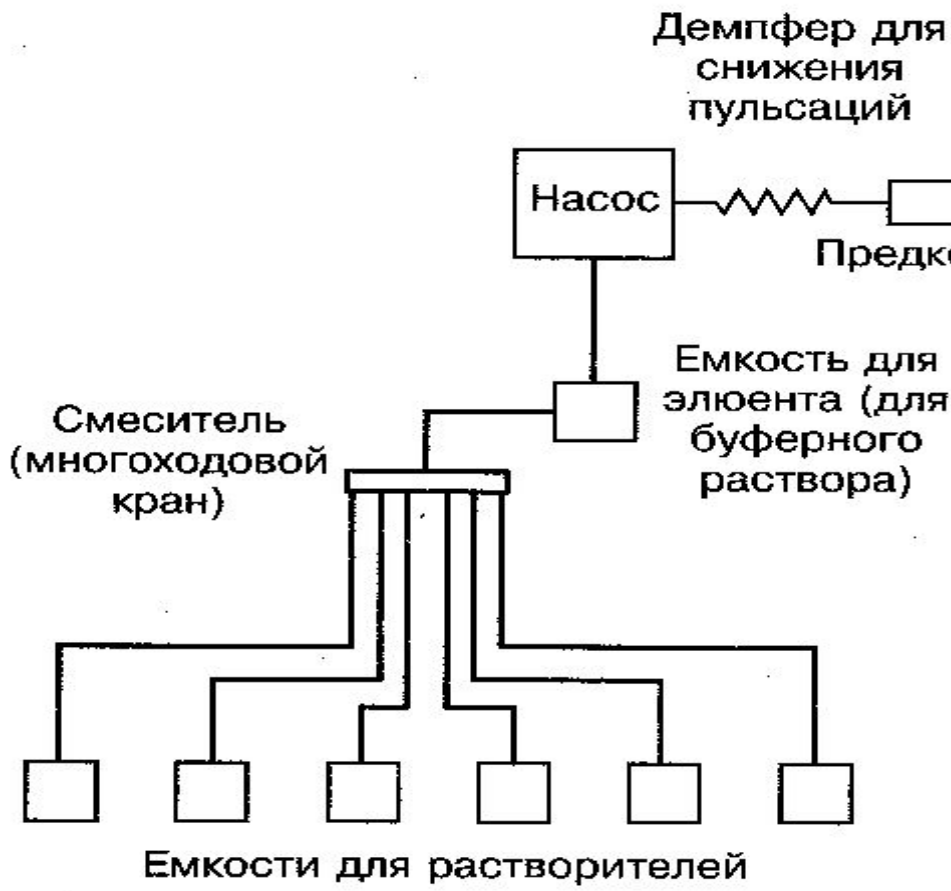 Демпфер для
снижения
пульсаций
Насос
Емкость для
элюента (для
буферного
раствора)
Смеситель
(многоходовой
кран)
Емкости для растворителей